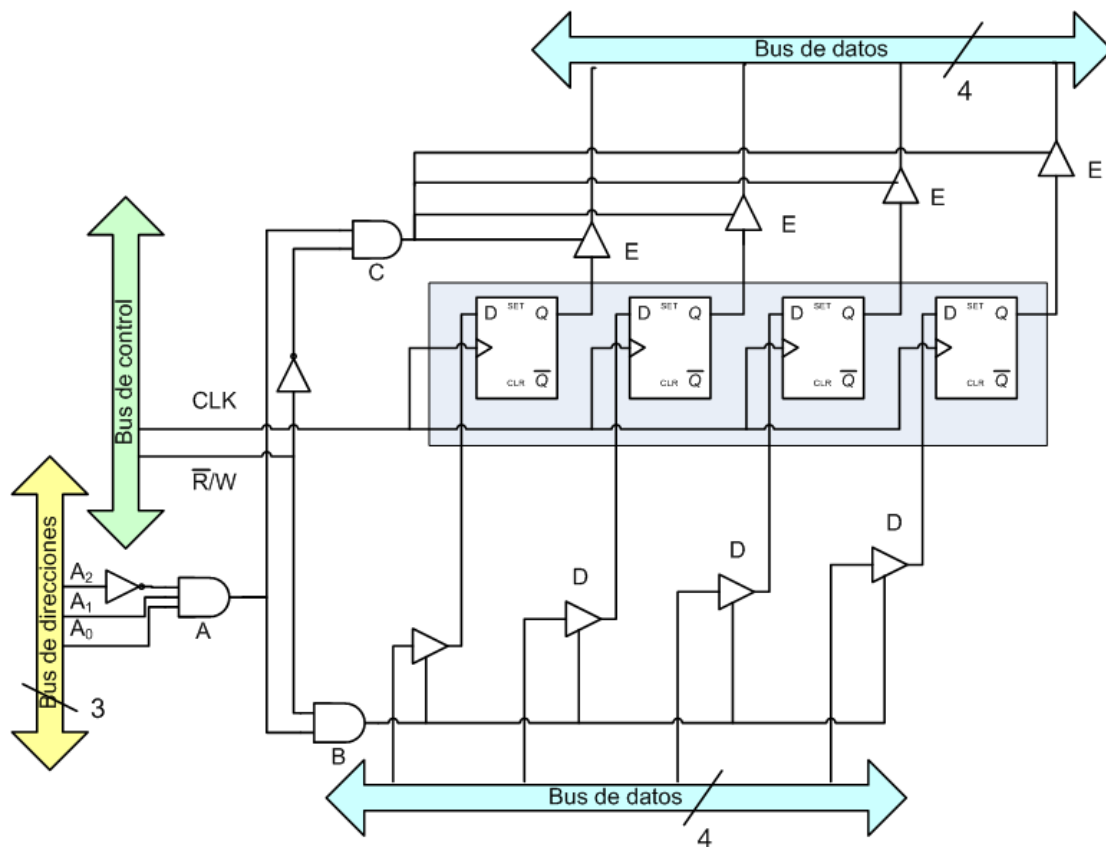 Bus de datos
4
E
E
E
E
C
D SET Q
CLR Q̅
D SET Q
CLR Q̅
D SET Q
CLR Q̅
D SET Q
CLR Q̅
Bus de control
CLK
R̅/W
Bus de direcciones
3
A₂
A₁
A₀
A
D
D
D
B
Bus de datos
4